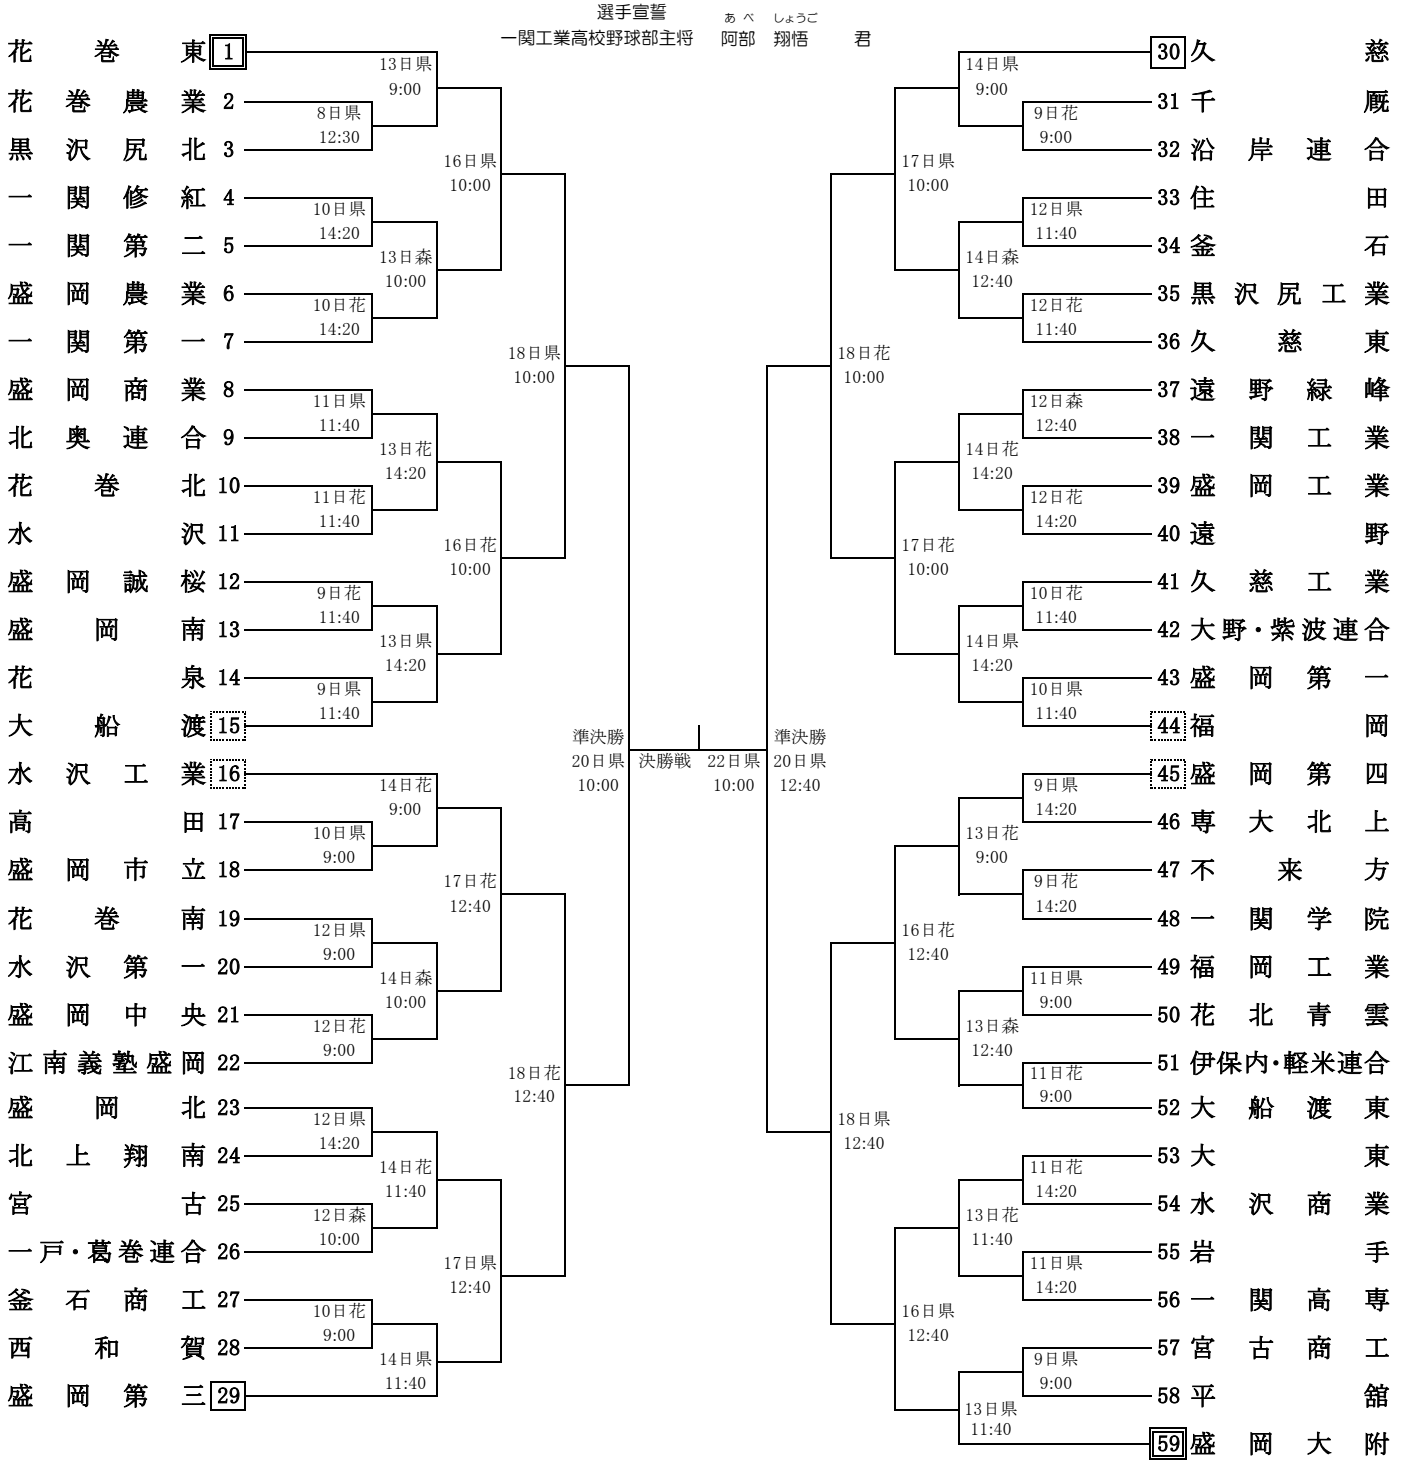 選手宣誓
あべ しょうご
一関工業高校野球部主将 阿部 翔悟 君
花巻東 1
13日県
9:00
花巻農業 2
8日県
12:30
黒沢尻北 3
16日県
10:00
一関修紅 4
10日県
14:20
一関第二 5
13日森
10:00
盛岡農業 6
10日花
14:20
一関第一 7
18日県
10:00
盛岡商業 8
11日県
11:40
北奥連合 9
13日花
14:20
花巻北 10
11日花
11:40
水沢 11
16日花
10:00
盛岡誠桜 12
9日花
11:40
盛岡南 13
13日県
14:20
花泉 14
9日県
11:40
大船渡 15
準決勝
20日県
10:00
水沢工業 16
14日花
9:00
高田 17
10日県
9:00
盛岡市立 18
17日花
12:40
花巻南 19
12日県
9:00
水沢第一 20
14日森
10:00
盛岡中央 21
12日花
9:00
江南義塾盛岡 22
18日花
12:40
盛岡北 23
12日県
14:20
北上翔南 24
14日花
11:40
宮古 25
12日森
10:00
一戸・葛巻連合 26
17日県
12:40
釜石商工 27
10日花
9:00
西和賀 28
14日県
11:40
盛岡第三 29
決勝戦 22日県
10:00
30 久慈
14日県
9:00
31 千厩
9日花
9:00
32 沿岸連合
17日県
10:00
33 住田
12日県
11:40
34 釜石
14日森
12:40
35 黒沢尻工業
12日花
11:40
36 久慈東
18日花
10:00
37 遠野緑峰
12日森
12:40
38 一関工業
14日花
14:20
39 盛岡工業
12日花
14:20
40 遠野
17日花
10:00
41 久慈工業
10日花
11:40
42 大野・紫波連合
14日県
14:20
43 盛岡第一
10日県
11:40
44 福岡
準決勝
20日県
12:40
45 盛岡第四
9日県
14:20
46 専大北上
13日花
9:00
47 不来方
9日花
14:20
48 一関学院
16日花
12:40
49 福岡工業
11日県
9:00
50 花北青雲
13日森
12:40
51 伊保内・軽米連合
11日花
9:00
52 大船渡東
18日県
12:40
53 大東
11日花
14:20
54 水沢商業
13日花
11:40
55 岩手
11日県
14:20
56 一関高専
16日県
12:40
57 宮古商工
9日県
9:00
58 平舘
13日県
11:40
59 盛岡大附